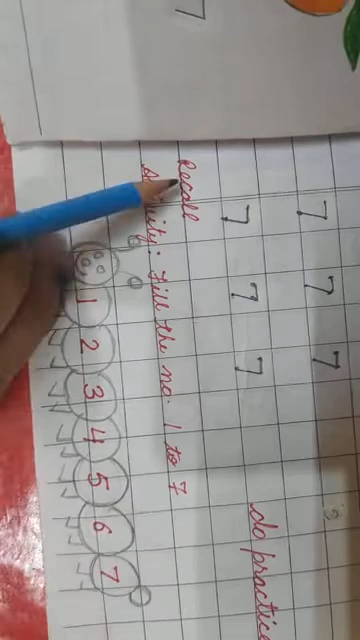 7 7 7
7 7 7
do practice
Recall
Activity: Fill the no. 1 to 7
1 2 3 4 5 6 7